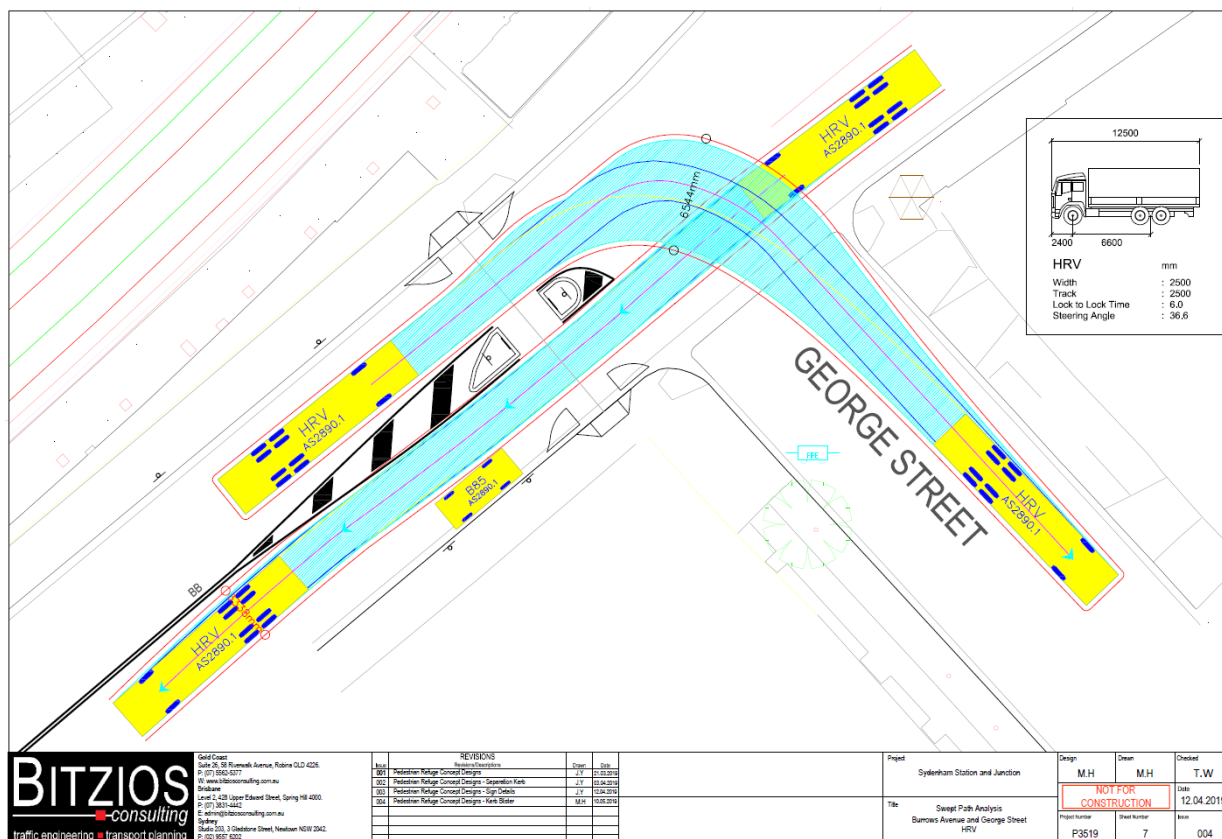 HRV
AS2890.1
6544mm
12500
2400
6600
HRV mm
Width : 2500
Track : 2500
Lock to Lock Time : 6.0
Steering Angle : 36.6
HRV
AS2890.1
B85
AS2890.1
GEORGE STREET
HRV
AS2890.1
BB
HRV
AS2890.1
BITZIOS
consulting
traffic engineering transport planning
Gold Coast
Suite 26, 58 Riverwalk Avenue, Robina QLD 4226.
P: (07) 5562-5377
W: www.bitziosconsulting.com.au
Brisbane
Level 2, 428 Upper Edward Street, Spring Hill 4000.
P: (07) 3831-4442
E: admin@bitziosconsulting.com.au
Sydney
Studio 203, 3 Gladstone Street, Newtown NSW 2042.
P: (02) 9557 6202
REVISIONS
Issue Revisions/Descriptions Drawn Date
001 Pedestrian Refuge Concept Designs J.Y 21.03.2019
002 Pedestrian Refuge Concept Designs - Separation Kerb J.Y 03.04.2019
003 Pedestrian Refuge Concept Designs - Sign Details J.Y 12.04.2019
004 Pedestrian Refuge Concept Designs - Kerb Blister M.H 10.05.2019
Project
Sydenham Station and Junction
Title
Swept Path Analysis
Burrows Avenue and George Street
HRV
Design Drawn Checked
M.H M.H T.W
NOT FOR
CONSTRUCTION
Date
12.04.2019
Project Number Sheet Number Issue
P3519 7 004